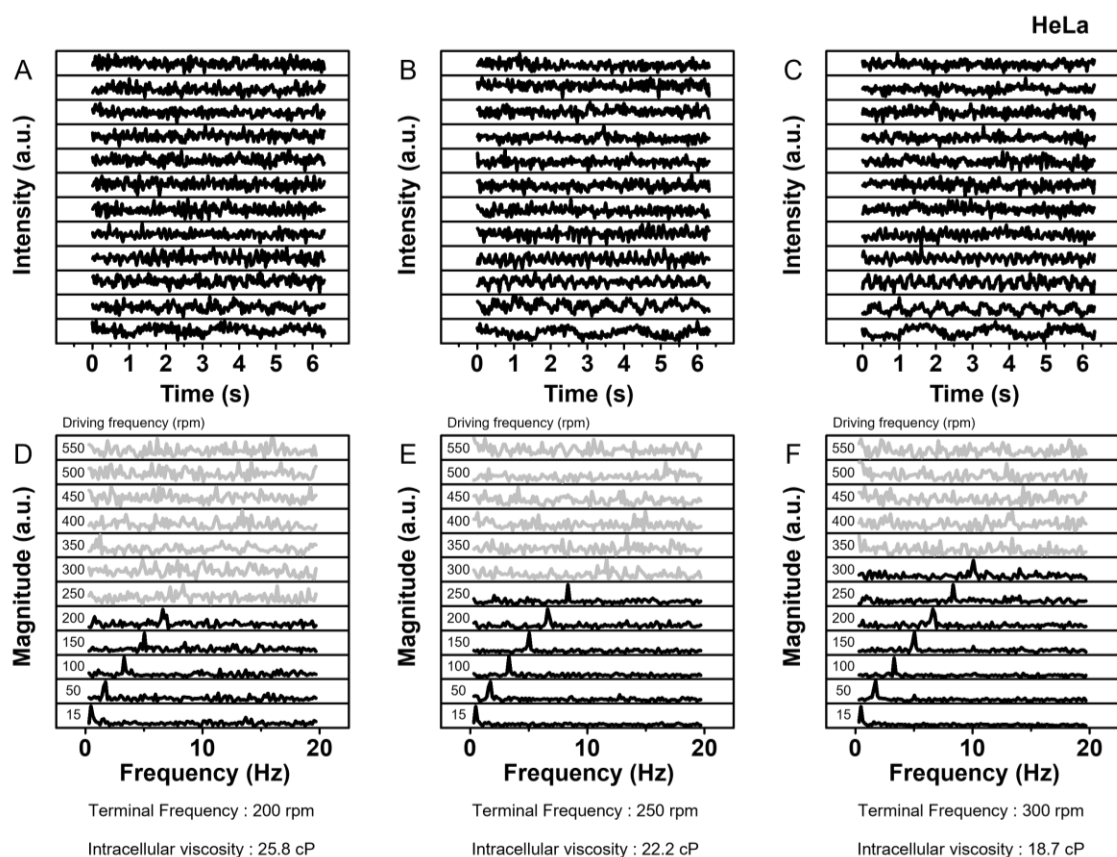 HeLa
A
Intensity (a.u.)
0 1 2 3 4 5 6
Time (s)
B
Intensity (a.u.)
0 1 2 3 4 5 6
Time (s)
C
Intensity (a.u.)
0 1 2 3 4 5 6
Time (s)
Driving frequency (rpm)
D
Magnitude (a.u.)
550
500
450
400
350
300
250
200
150
100
50
15
0 10 20
Frequency (Hz)
Terminal Frequency : 200 rpm
Intracellular viscosity : 25.8 cP
Driving frequency (rpm)
E
Magnitude (a.u.)
550
500
450
400
350
300
250
200
150
100
50
15
0 10 20
Frequency (Hz)
Terminal Frequency : 250 rpm
Intracellular viscosity : 22.2 cP
Driving frequency (rpm)
F
Magnitude (a.u.)
550
500
450
400
350
300
250
200
150
100
50
15
0 10 20
Frequency (Hz)
Terminal Frequency : 300 rpm
Intracellular viscosity : 18.7 cP